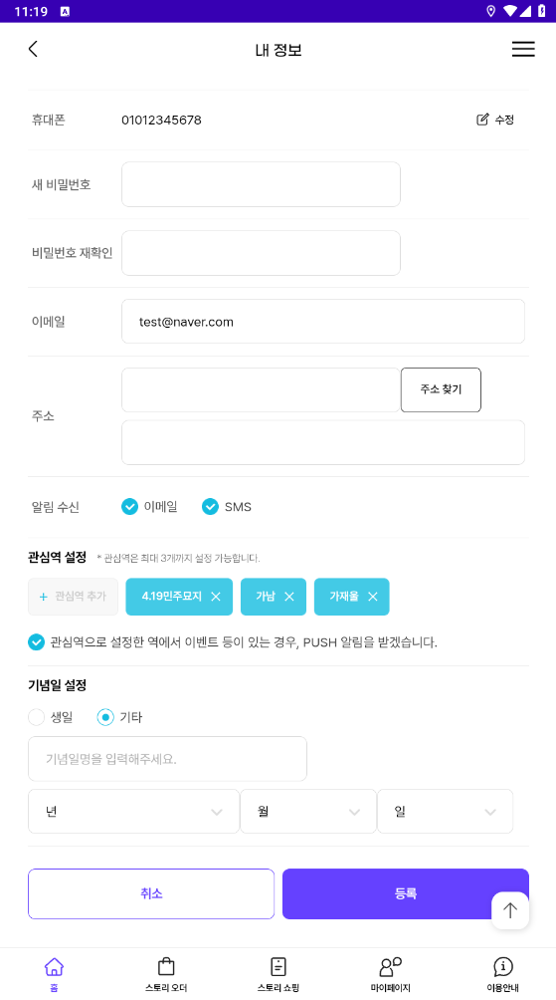 11:19
내 정보
휴대폰 01012345678 수정
새 비밀번호
비밀번호 재확인
이메일 test@naver.com
주소 주소 찾기
알림 수신 이메일 SMS
관심역 설정 * 관심역은 최대 3개까지 설정 가능합니다.
+ 관심역 추가 4.19민주묘지 가남 가재울
관심역으로 설정한 역에서 이벤트 등이 있는 경우, PUSH 알림을 받겠습니다.
기념일 설정
생일 기타
기념일명을 입력해주세요.
년 월 일
취소 등록
홈 스토리 오더 스토리 쇼핑 마이페이지 이용안내